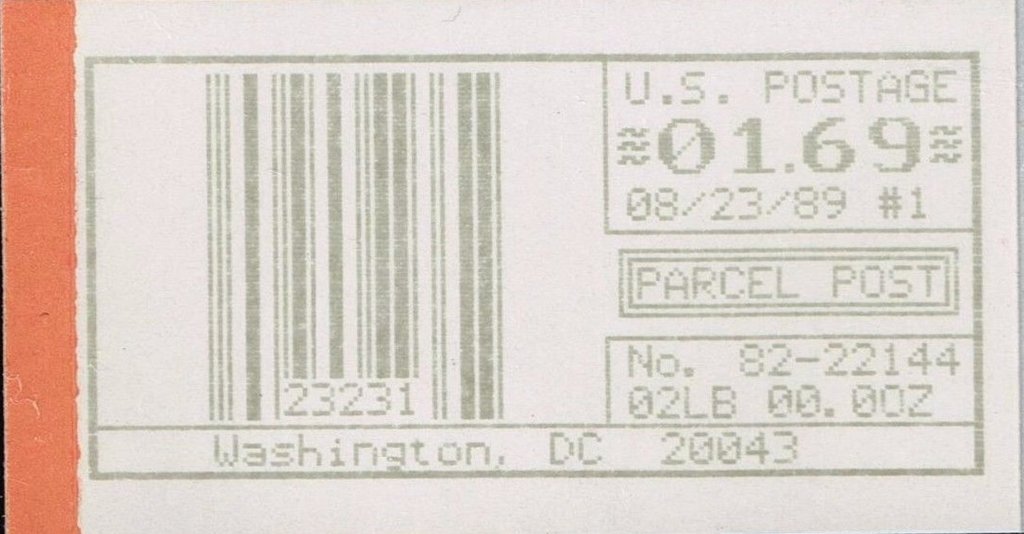 U.S. POSTAGE
≈01.69≈
08/23/89 #1
PARCEL POST
No. 82-22144
02LB 00.0OZ
23231
Washington, DC 20043